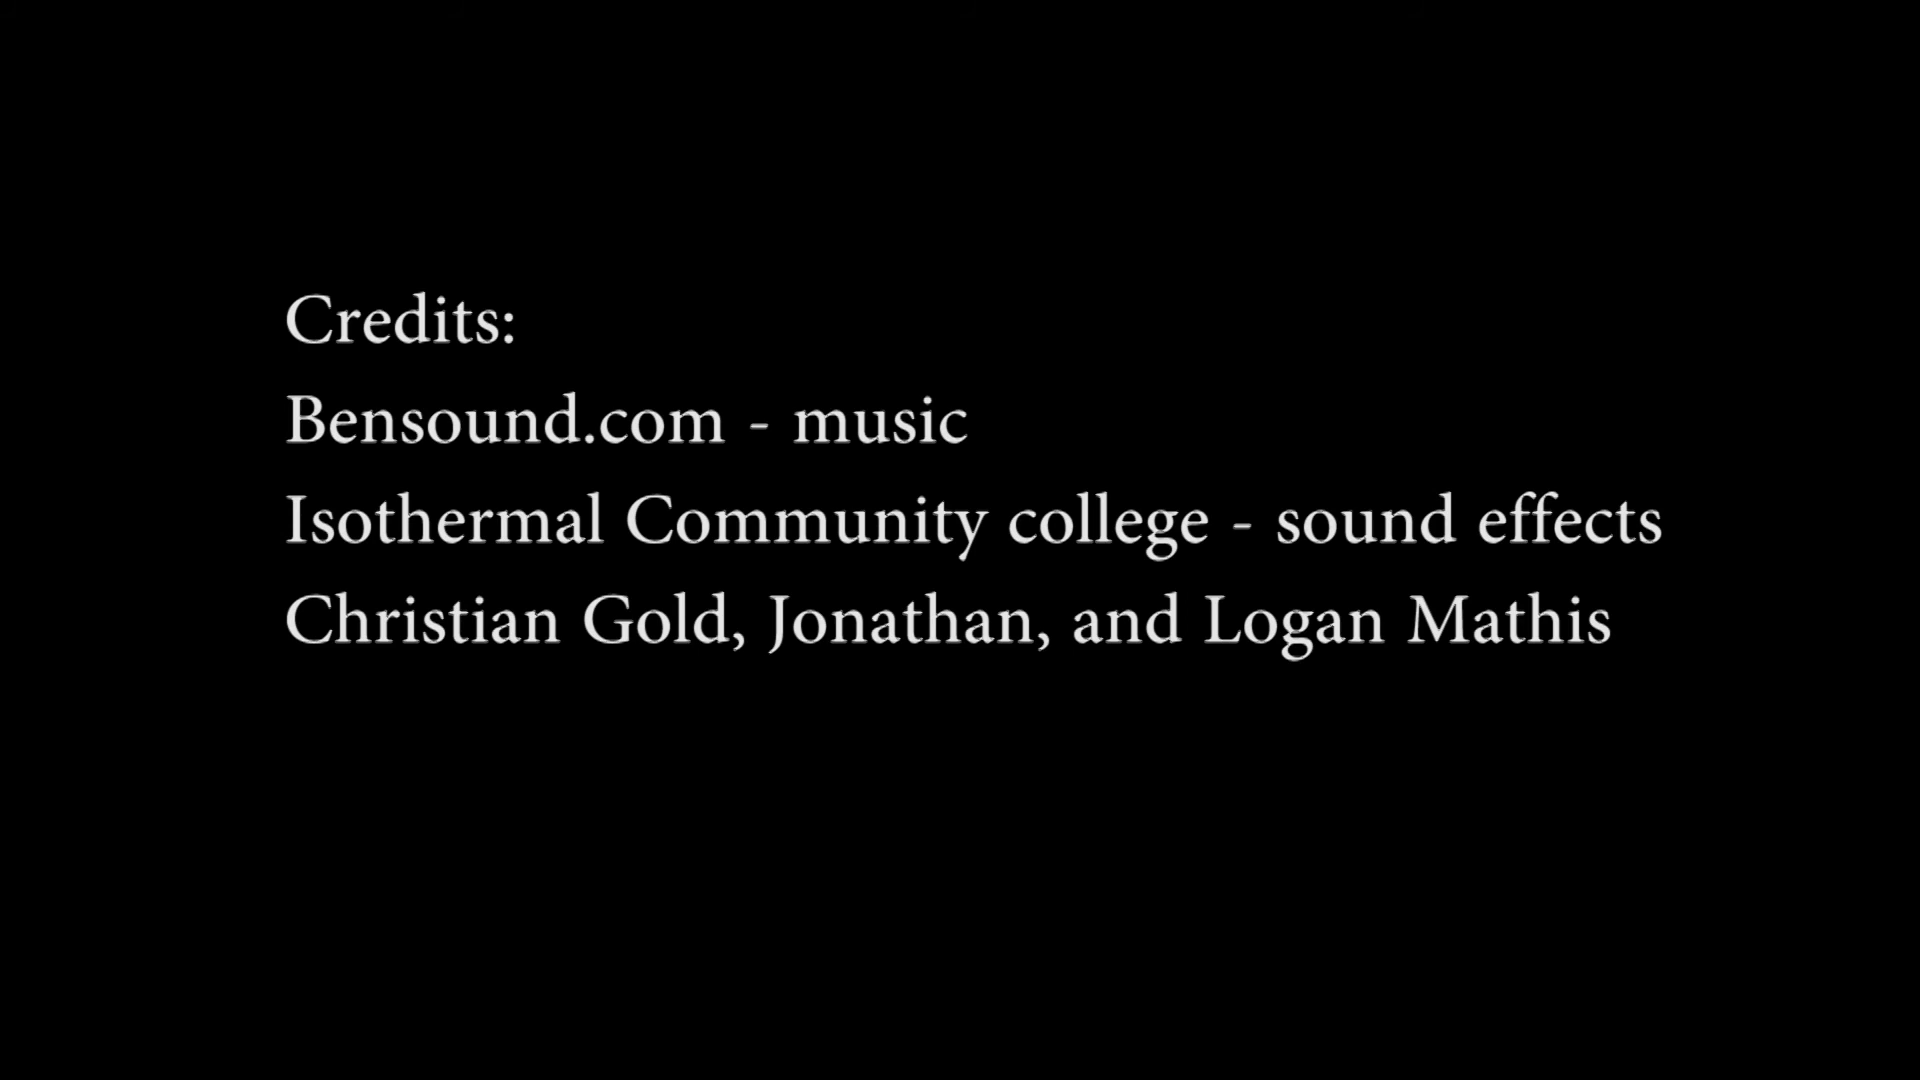 Credits:
Bensound.com - music
Isothermal Community college - sound effects
Christian Gold, Jonathan, and Logan Mathis